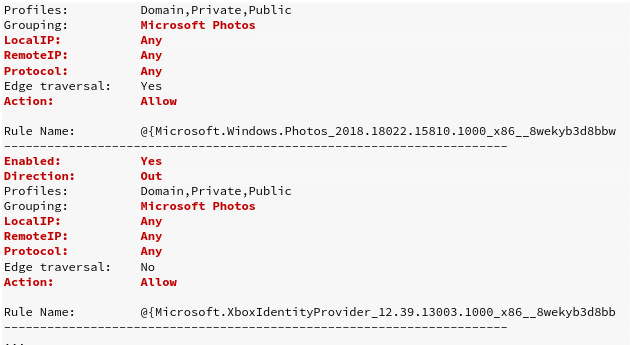 Profiles: Domain,Private,Public
Grouping: Microsoft Photos
LocalIP: Any
RemoteIP: Any
Protocol: Any
Edge traversal: Yes
Action: Allow
Rule Name: @{Microsoft.Windows.Photos_2018.18022.15810.1000_x86__8wekyb3d8bbw
----------------------------------------------------------------------
Enabled: Yes
Direction: Out
Profiles: Domain,Private,Public
Grouping: Microsoft Photos
LocalIP: Any
RemoteIP: Any
Protocol: Any
Edge traversal: No
Action: Allow
Rule Name: @{Microsoft.XboxIdentityProvider_12.39.13003.1000_x86__8wekyb3d8bb
----------------------------------------------------------------------
...